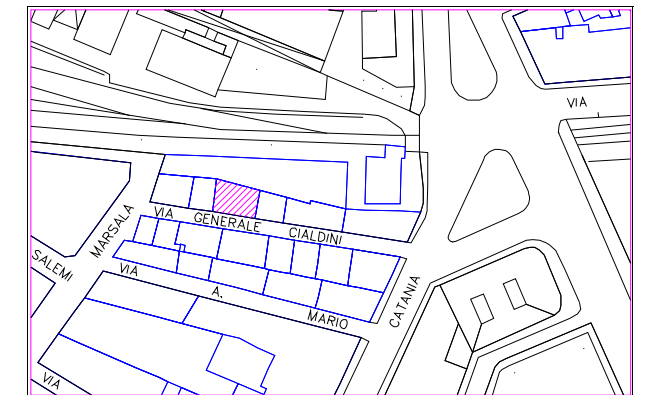 VIA
VIA GENERALE CIALDINI
MARSALA
SALEMI
VIA A. MARIO
CATANIA
VIA